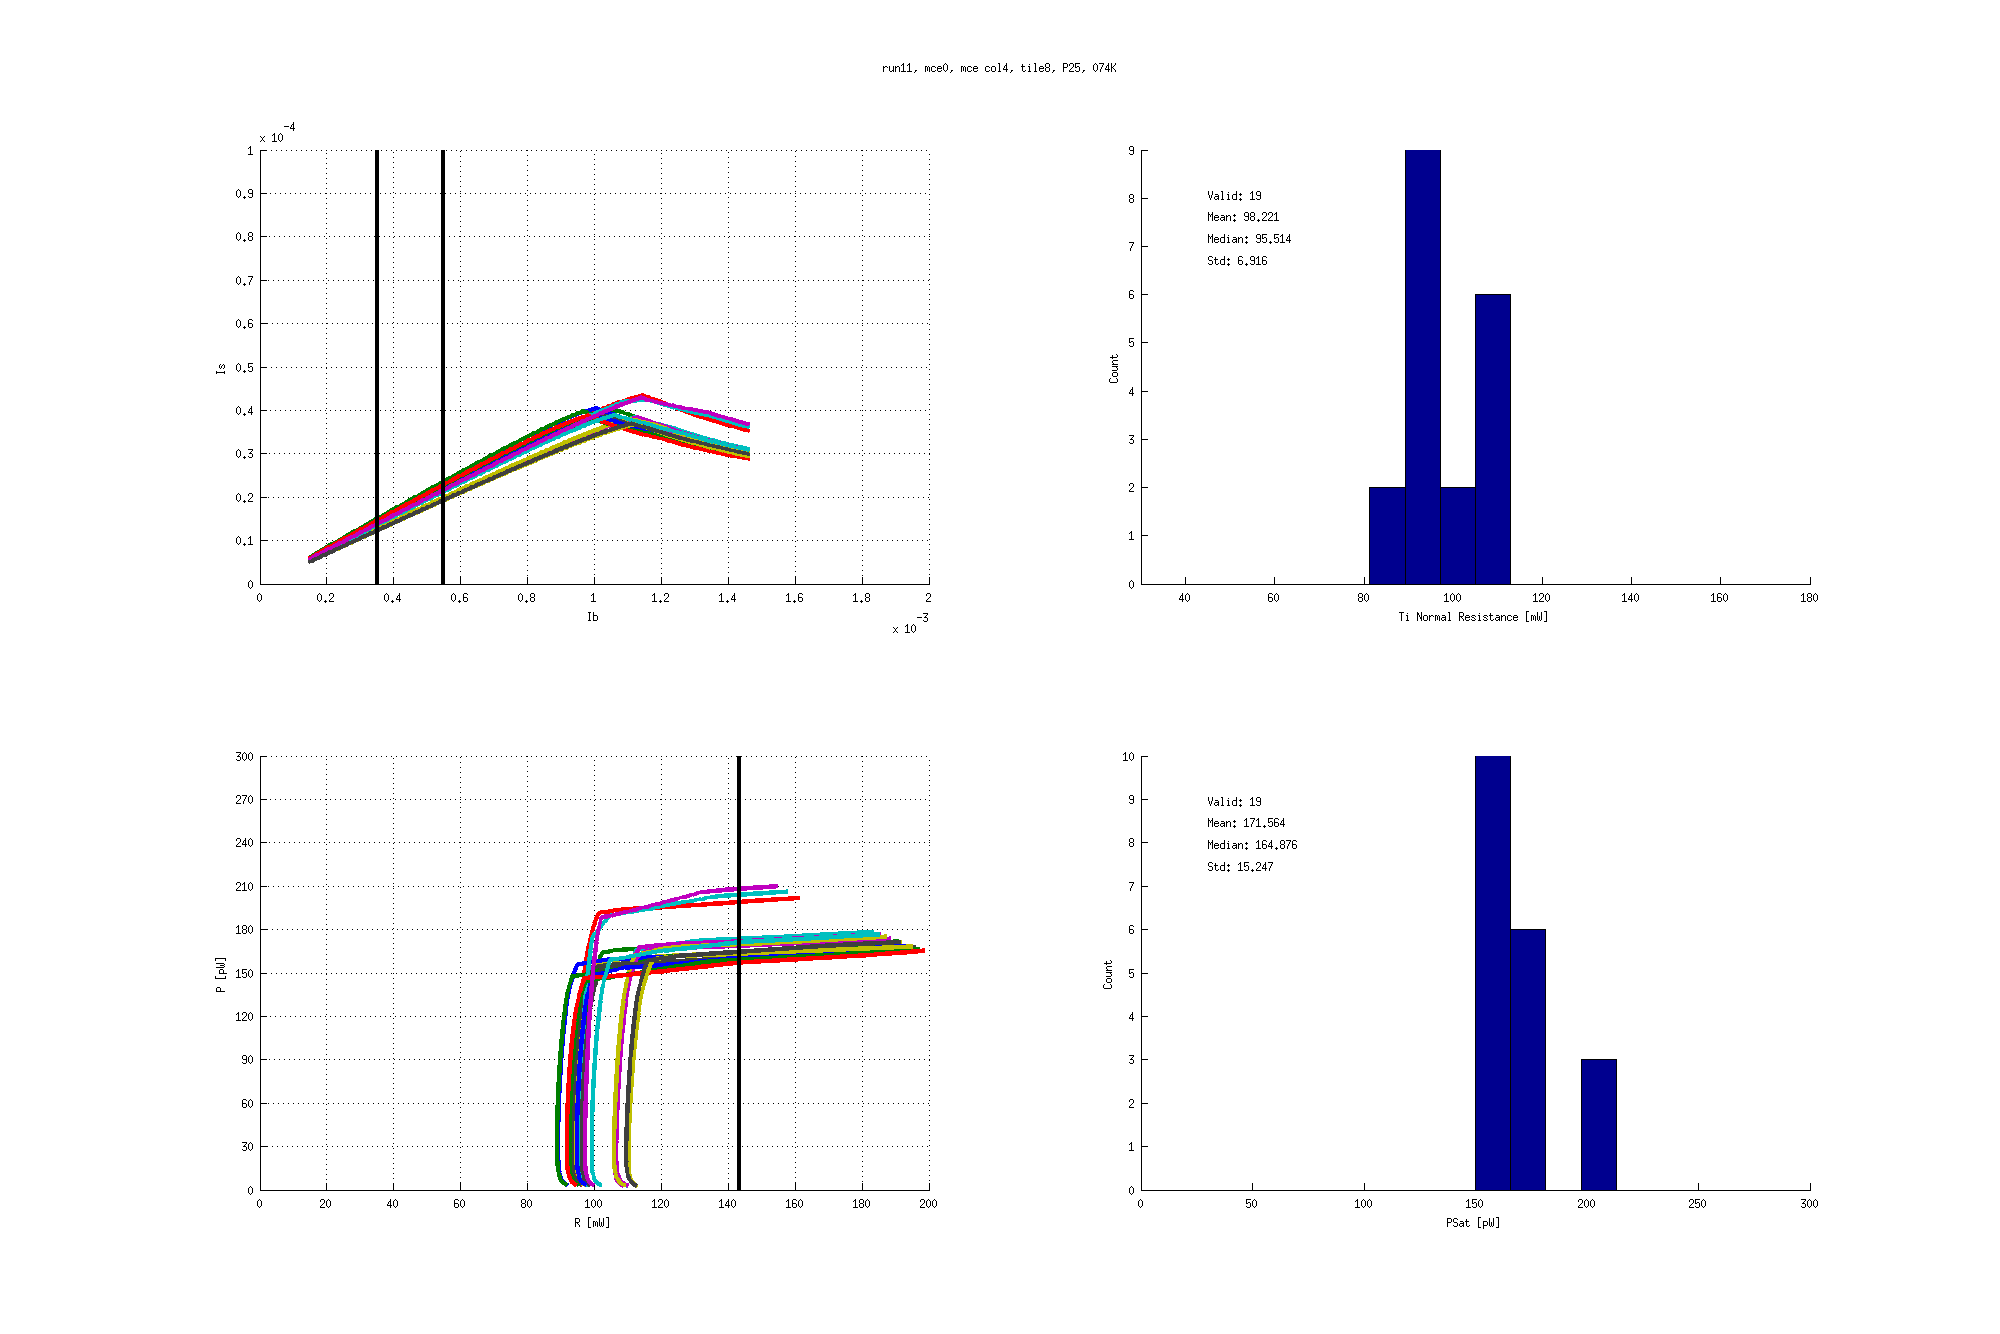 run11, mce0, mce col4, tile8, P25, 074K
x 10^-4
1
0.9
0.8
0.7
0.6
0.5
0.4
0.3
0.2
0.1
0
Is
0 0.2 0.4 0.6 0.8 1 1.2 1.4 1.6 1.8 2
Ib
x 10^-3
9
8
7
6
5
4
3
2
1
0
Count
Valid: 19
Mean: 98.221
Median: 95.514
Std: 6.916
40 60 80 100 120 140 160 180
Ti Normal Resistance [mW]
300
270
240
210
180
150
120
90
60
30
0
P [pW]
0 20 40 60 80 100 120 140 160 180 200
R [mW]
10
9
8
7
6
5
4
3
2
1
0
Count
Valid: 19
Mean: 171.564
Median: 164.876
Std: 15.247
0 50 100 150 200 250 300
PSat [pW]